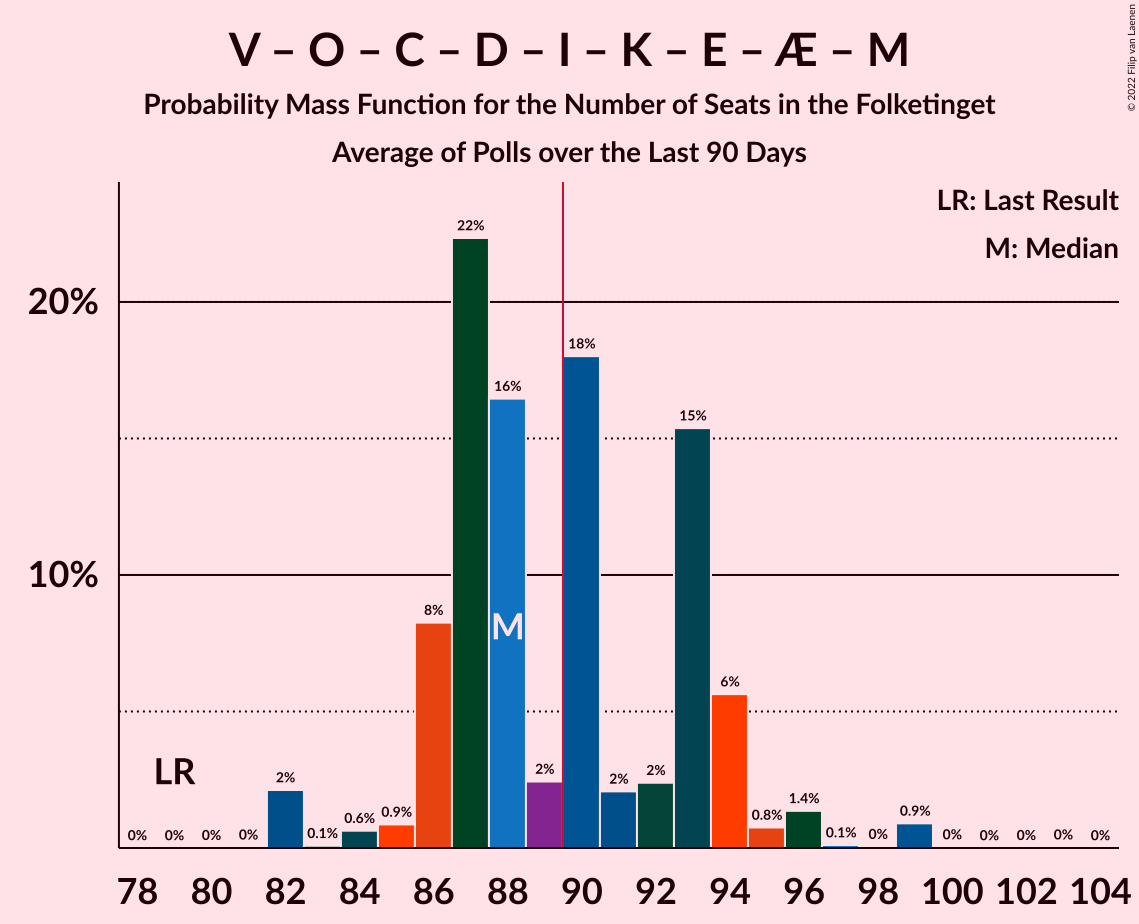 V – O – C – D – I – K – E – Æ – M
Probability Mass Function for the Number of Seats in the Folketinget
Average of Polls over the Last 90 Days
© 2022 Filip van Laenen
LR: Last Result
M: Median
20%
10%
0% 0% 0% 0% 2% 0.1% 0.6% 0.9% 8% 22% 16% 2% 18% 2% 2% 15% 6% 0.8% 1.4% 0.1% 0% 0.9% 0% 0% 0% 0% 0%
LR
M
78 80 82 84 86 88 90 92 94 96 98 100 102 104